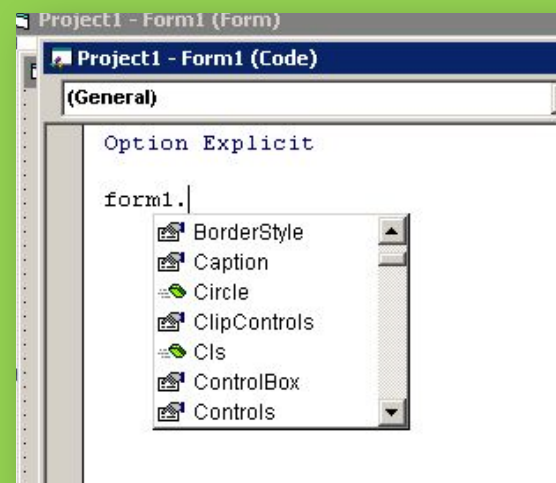 Project1 - Form1 (Form)
Project1 - Form1 (Code)
(General)
Option Explicit
form1.
BorderStyle
Caption
Circle
ClipControls
Cls
ControlBox
Controls